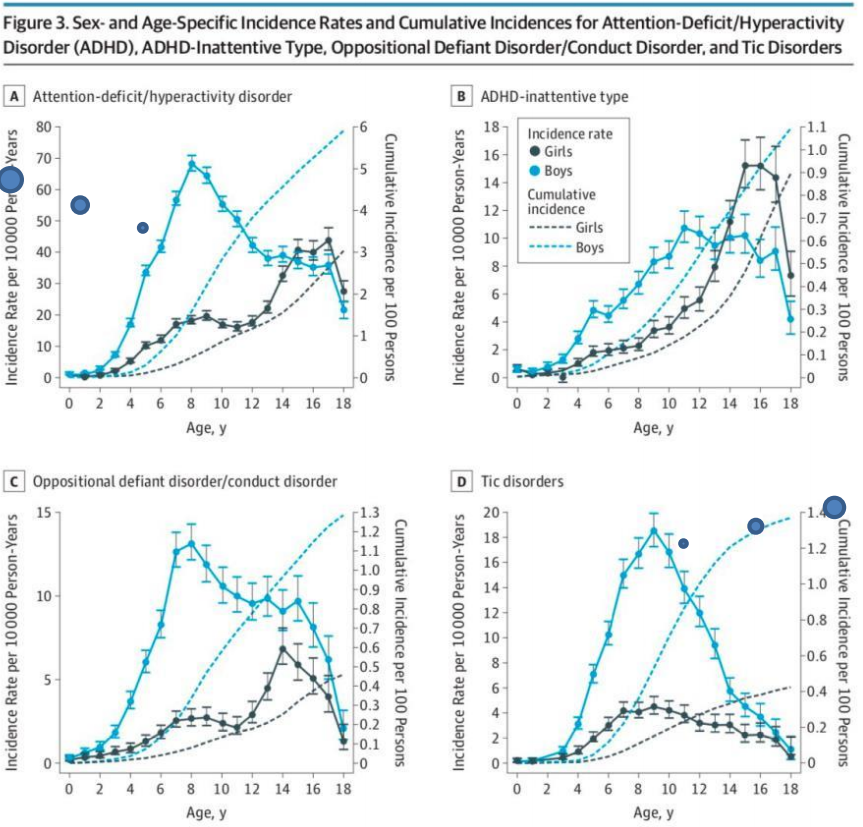 Figure 3. Sex- and Age-Specific Incidence Rates and Cumulative Incidences for Attention-Deficit/Hyperactivity
Disorder (ADHD), ADHD-Inattentive Type, Oppositional Defiant Disorder/Conduct Disorder, and Tic Disorders
A Attention-deficit/hyperactivity disorder
80
70
60
50
40
30
20
10
0
Incidence Rate per 10 000 Person-Years
6
5
4
3
2
1
0
Cumulative Incidence per 100 Persons
0 2 4 6 8 10 12 14 16 18
Age, y
B ADHD-inattentive type
18
16
14
12
10
8
6
4
2
0
Incidence Rate per 10 000 Person-Years
Incidence rate
Girls
Boys
Cumulative
incidence
Girls
Boys
1.1
1.0
0.9
0.8
0.7
0.6
0.5
0.4
0.3
0.2
0.1
0
Cumulative Incidence per 100 Persons
0 2 4 6 8 10 12 14 16 18
Age, y
C Oppositional defiant disorder/conduct disorder
15
10
5
0
Incidence Rate per 10 000 Person-Years
1.3
1.2
1.1
1.0
0.9
0.8
0.7
0.6
0.5
0.4
0.3
0.2
0.1
0
Cumulative Incidence per 100 Persons
0 2 4 6 8 10 12 14 16 18
Age, y
D Tic disorders
20
18
16
14
12
10
8
6
4
2
0
Incidence Rate per 10 000 Person-Years
1.4
1.2
1.0
0.8
0.6
0.4
0.2
0
Cumulative Incidence per 100 Persons
0 2 4 6 8 10 12 14 16 18
Age, y